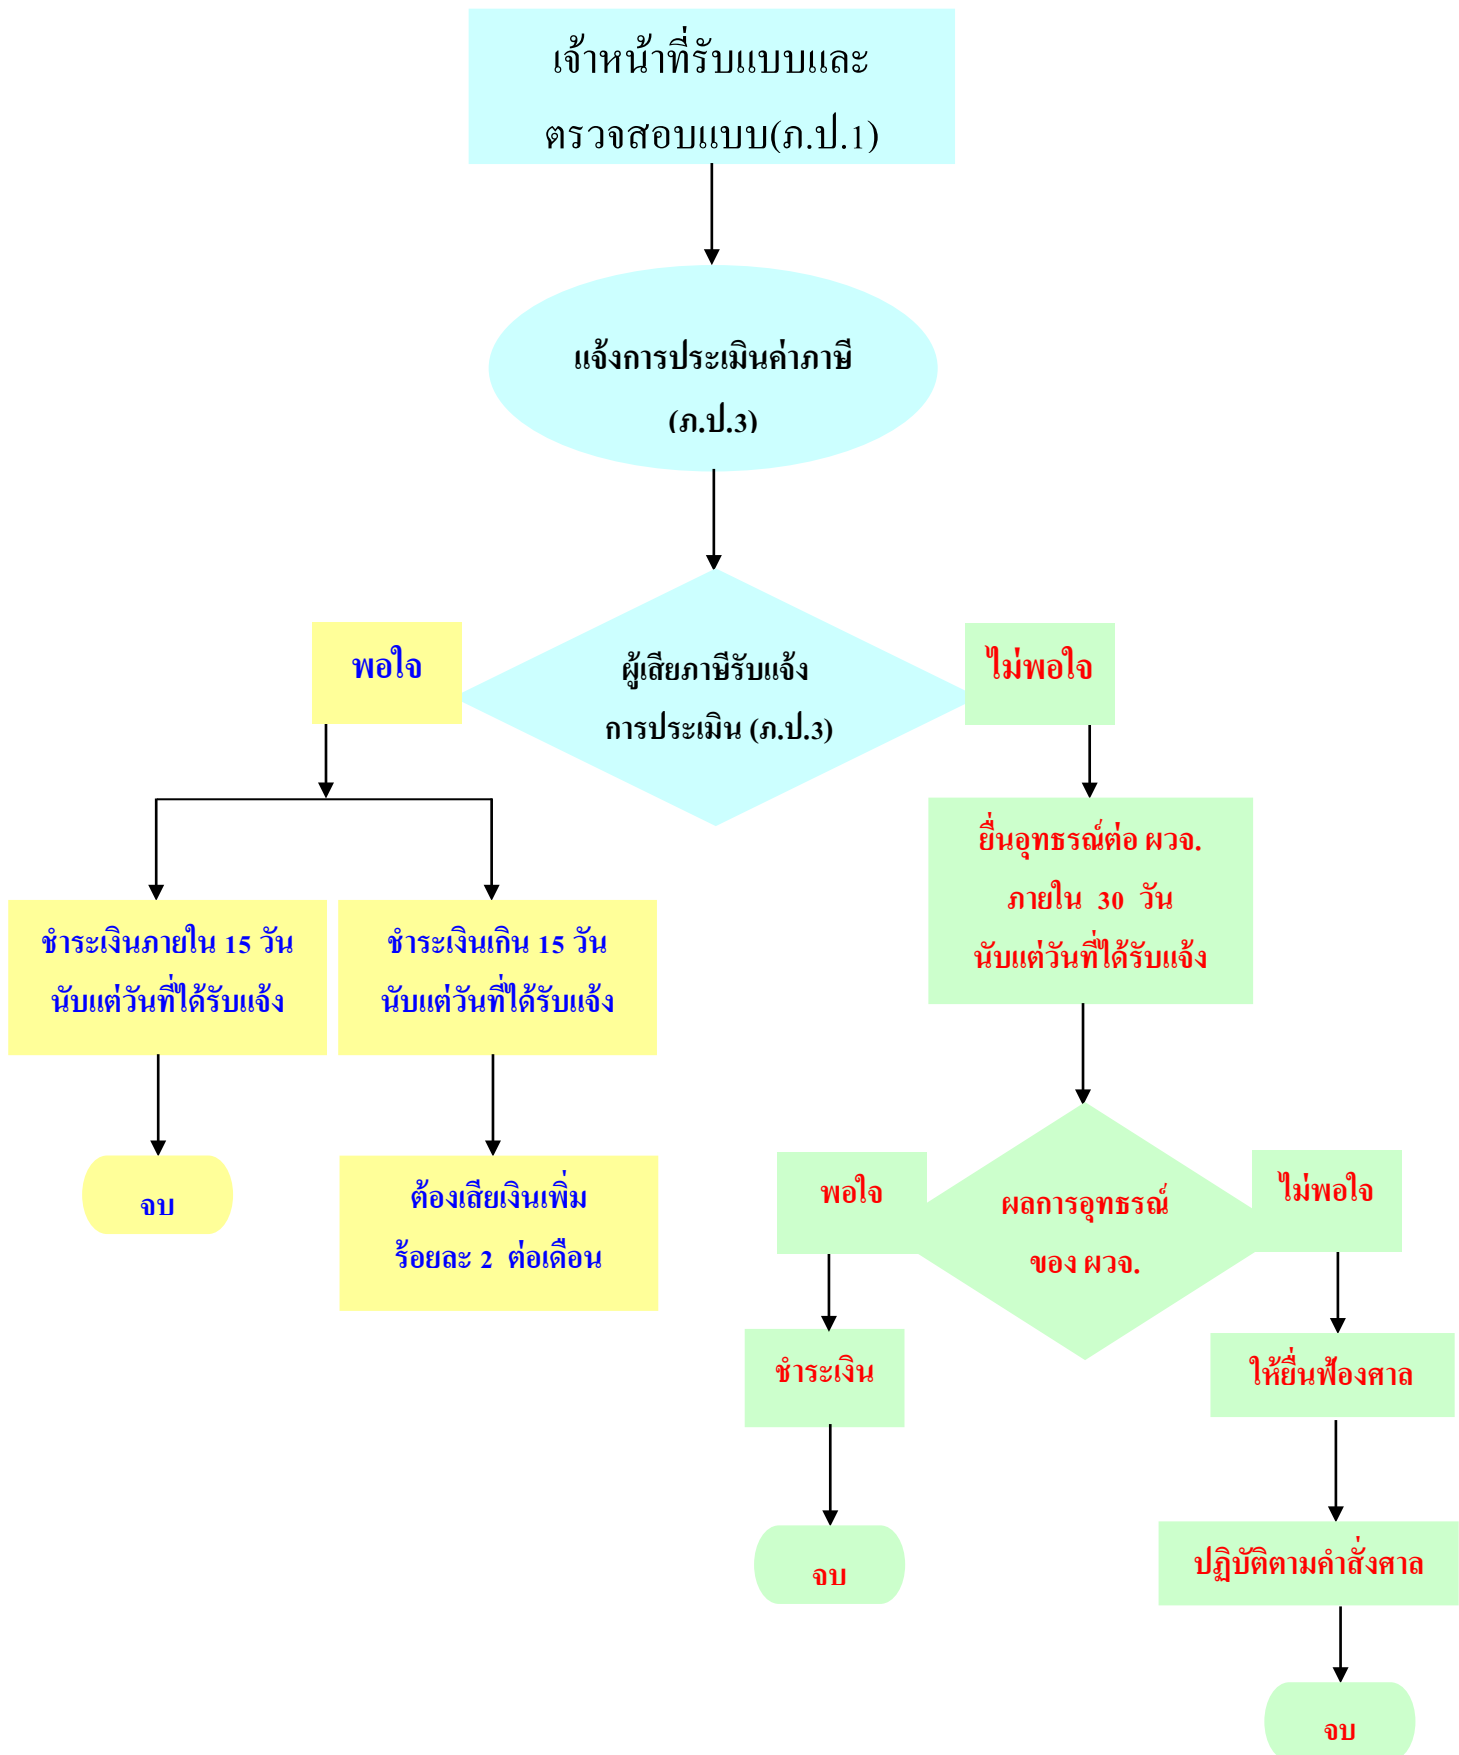 เจ้าหน้าที่รับแบบและ
ตรวจสอบแบบ(ภ.ป.1)
แจ้งการประเมินค่าภาษี
(ภ.ป.3)
พอใจ
ผู้เสียภาษีรับแจ้ง
การประเมิน (ภ.ป.3)
ไม่พอใจ
ยื่นอุทธรณ์ต่อ ผวจ.
ภายใน 30 วัน
นับแต่วันที่ได้รับแจ้ง
ชำระเงินภายใน 15 วัน
นับแต่วันที่ได้รับแจ้ง
ชำระเงินเกิน 15 วัน
นับแต่วันที่ได้รับแจ้ง
จบ
ต้องเสียเงินเพิ่ม
ร้อยละ 2 ต่อเดือน
พอใจ
ผลการอุทธรณ์
ของ ผวจ.
ไม่พอใจ
ชำระเงิน
ให้ยื่นฟ้องศาล
จบ
ปฏิบัติตามคำสั่งศาล
จบ